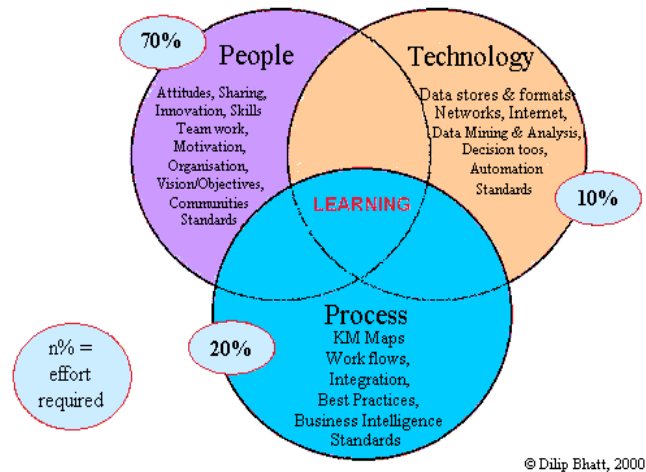 70%
People
Attitudes, Sharing,
Innovation, Skills
Team work,
Motivation,
Organisation,
Vision/Objectives,
Communities
Standards
Technology
Data stores & formats
Networks, Internet,
Data Mining & Analysis,
Decision toos,
Automation
Standards
10%
LEARNING
Process
KM Maps
Work flows,
Integration,
Best Practices,
Business Intelligence
Standards
20%
n% =
effort
required
© Dilip Bhatt, 2000